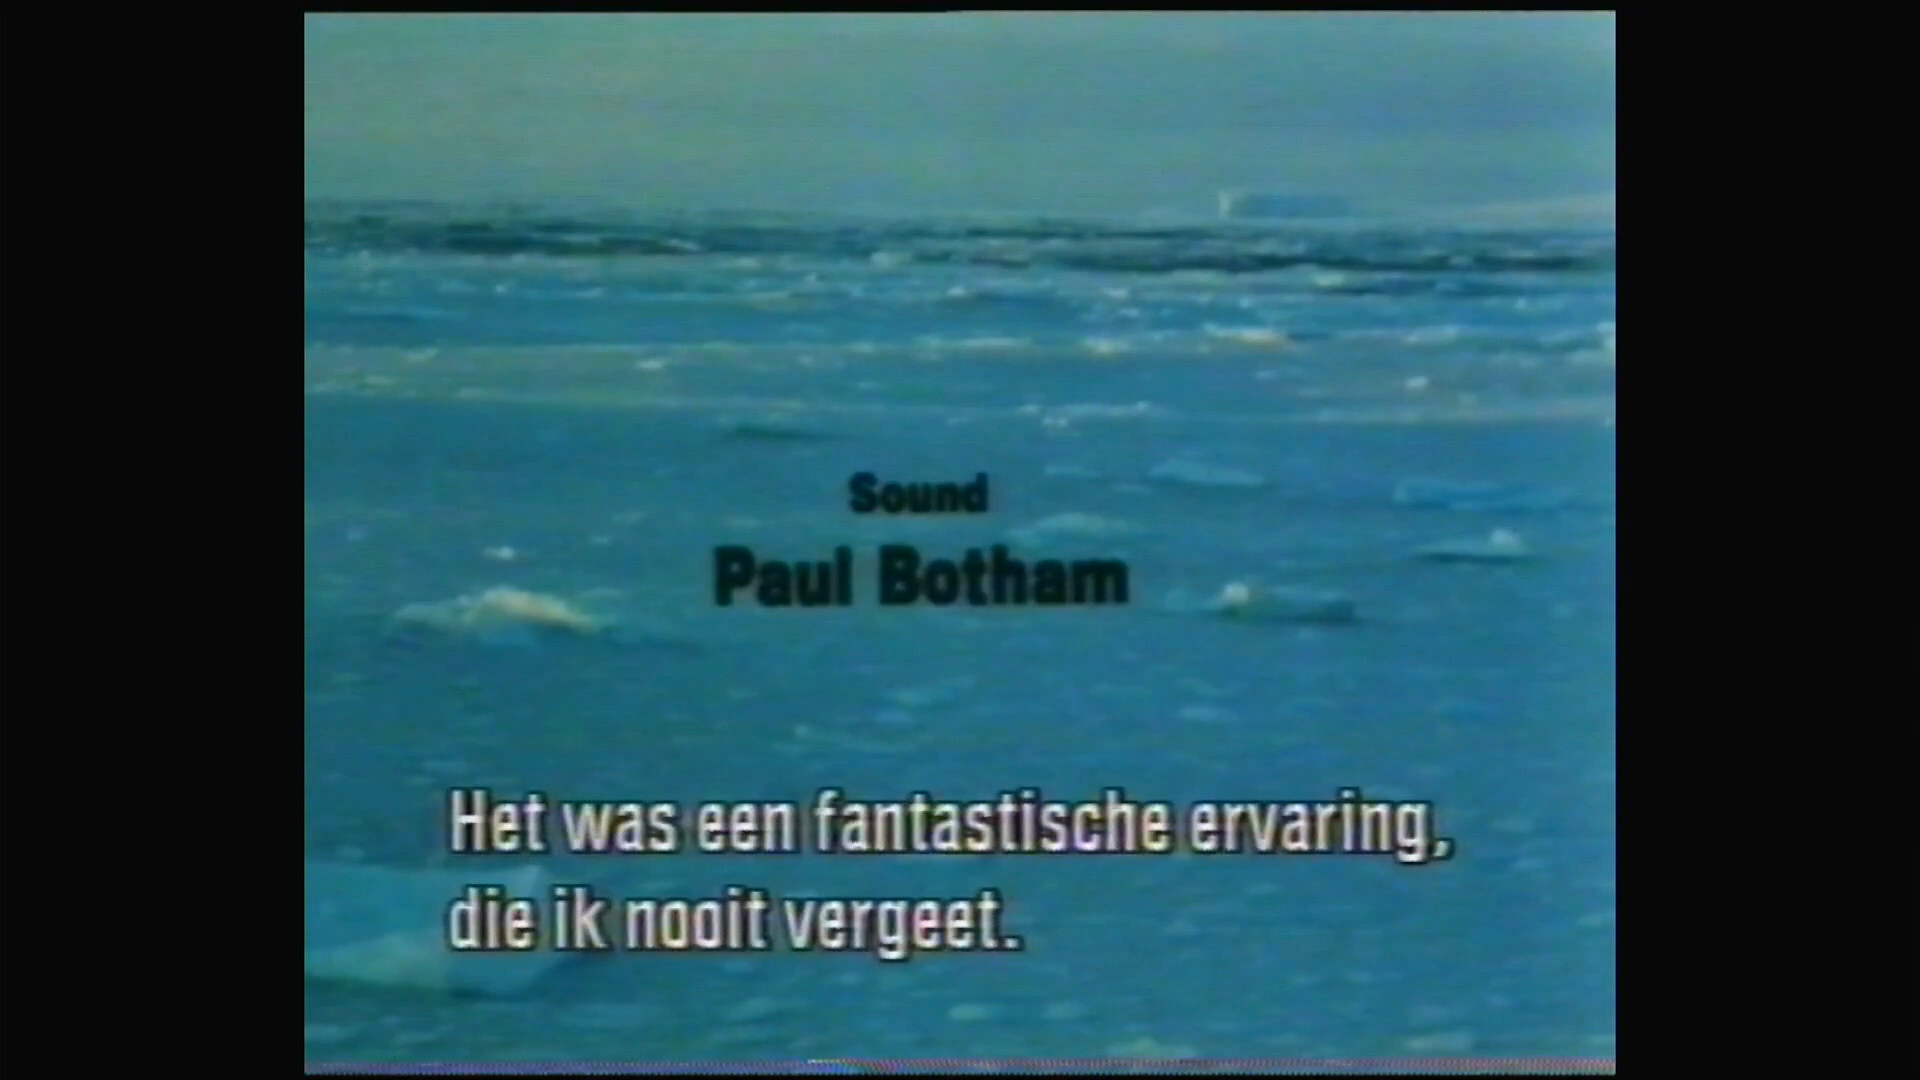 Sound
Paul Botham
Het was een fantastische ervaring,
die ik nooit vergeet.